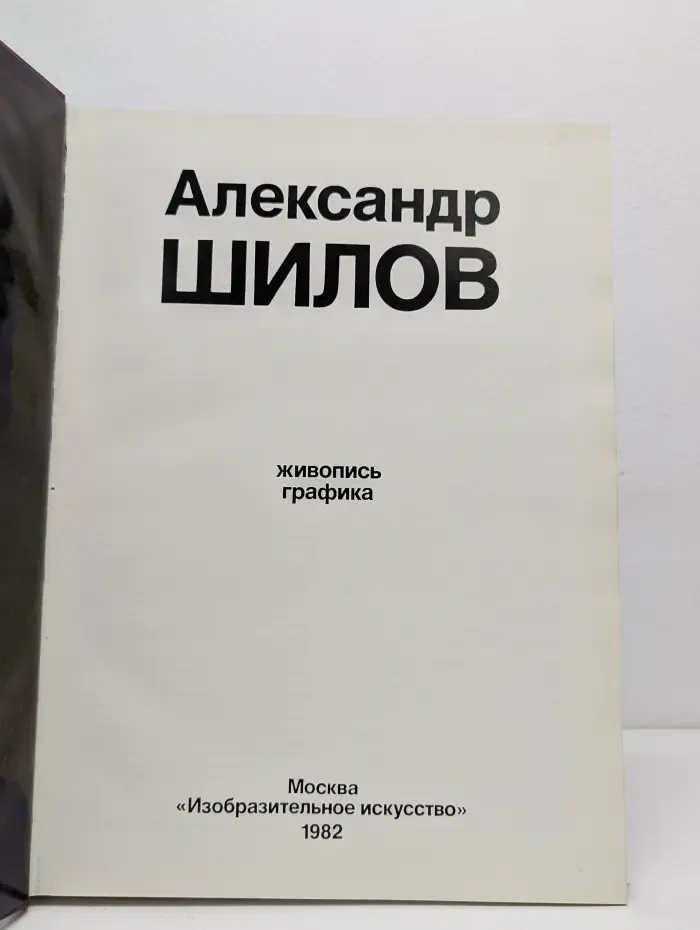 Александр
ШИЛОВ
живопись
графика
Москва
«Изобразительное искусство»
1982